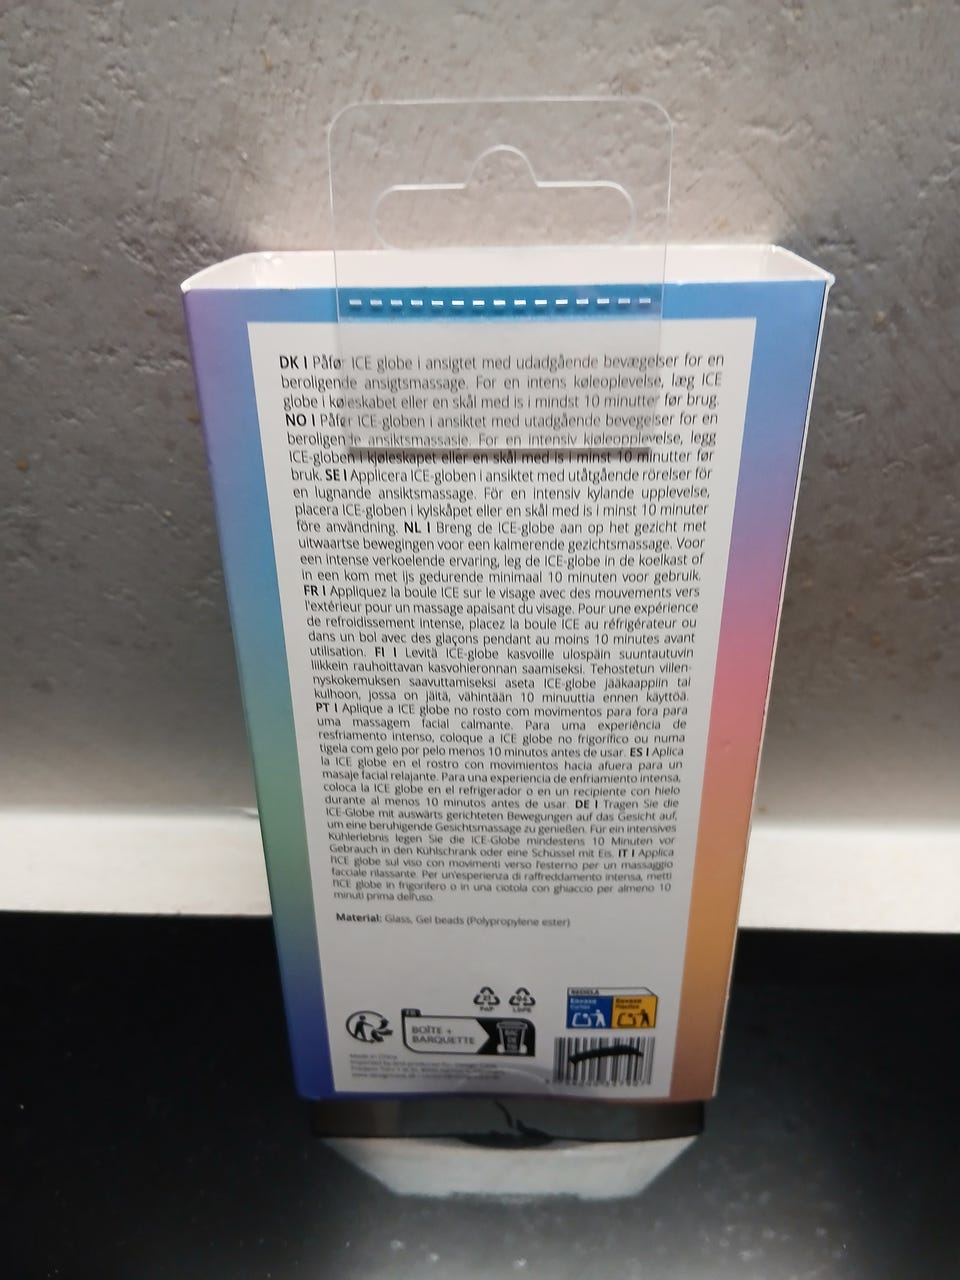 DK I Påfør ICE globe i ansigtet med udadgående bevægelser for en
beroligende ansigtsmassage. For en intens køleoplevelse, læg ICE
globe i køleskabet eller en skål med is i mindst 10 minutter før brug.
NO I Påfør ICE-globen i ansiktet med utadgående bevegelser for en
beroligende ansiktsmassasje. For en intensiv kjøleopplevelse, legg
ICE-globen i kjøleskapet eller en skål med is i minst 10 minutter før
bruk. SE I Applicera ICE-globen i ansiktet med utåtgående rörelser för
en lugnande ansiktsmassage. För en intensiv kylande upplevelse,
placera ICE-globen i kylskåpet eller en skål med is i minst 10 minuter
före användning. NL I Breng de ICE-globe aan op het gezicht met
uitwaartse bewegingen voor een kalmerende gezichtsmassage. Voor
een intense verkoelende ervaring, leg de ICE-globe in de koelkast of
in een kom met ijs gedurende minimaal 10 minuten voor gebruik.
FR I Appliquez la boule ICE sur le visage avec des mouvements vers
l'extérieur pour un massage apaisant du visage. Pour une expérience
de refroidissement intense, placez la boule ICE au réfrigérateur ou
dans un bol avec des glaçons pendant au moins 10 minutes avant
utilisation. FI I Levitä ICE-globe kasvoille ulospäin suuntautuvin
liikkein rauhoittavan kasvohieronnan saamiseksi. Tehostetun viilen-
nyskokemuksen saavuttamiseksi aseta ICE-globe jääkaappiin tai
kulhoon, jossa on jäitä, vähintään 10 minuuttia ennen käyttöä.
PT I Aplique a ICE globe no rosto com movimentos para fora para
uma massagem facial calmante. Para uma experiência de
resfriamento intenso, coloque a ICE globe no frigorífico ou numa
tigela com gelo por pelo menos 10 minutos antes de usar. ES I Aplica
la ICE globe en el rostro con movimientos hacia afuera para un
masaje facial relajante. Para una experiencia de enfriamiento intensa,
coloca la ICE globe en el refrigerador o en un recipiente con hielo
durante al menos 10 minutos antes de usar. DE I Tragen Sie die
ICE-Globe mit auswärts gerichteten Bewegungen auf das Gesicht auf,
um eine beruhigende Gesichtsmassage zu genießen. Für ein intensives
Kühlerlebnis legen Sie die ICE-Globe mindestens 10 Minuten vor
Gebrauch in den Kühlschrank oder eine Schüssel mit Eis. IT I Applica
l'ICE globe sul viso con movimenti verso l'esterno per un massaggio
facciale rilassante. Per un'esperienza di raffreddamento intensa, metti
l'ICE globe in frigorifero o in una ciotola con ghiaccio per almeno 10
minuti prima dell'uso.
Material: Glass, Gel beads (Polypropylene ester)
21
PAP
LDPE
FR
BOÎTE +
BARQUETTE
RECICLA
Envase
Cartón
Envase
Plástico
Made in China